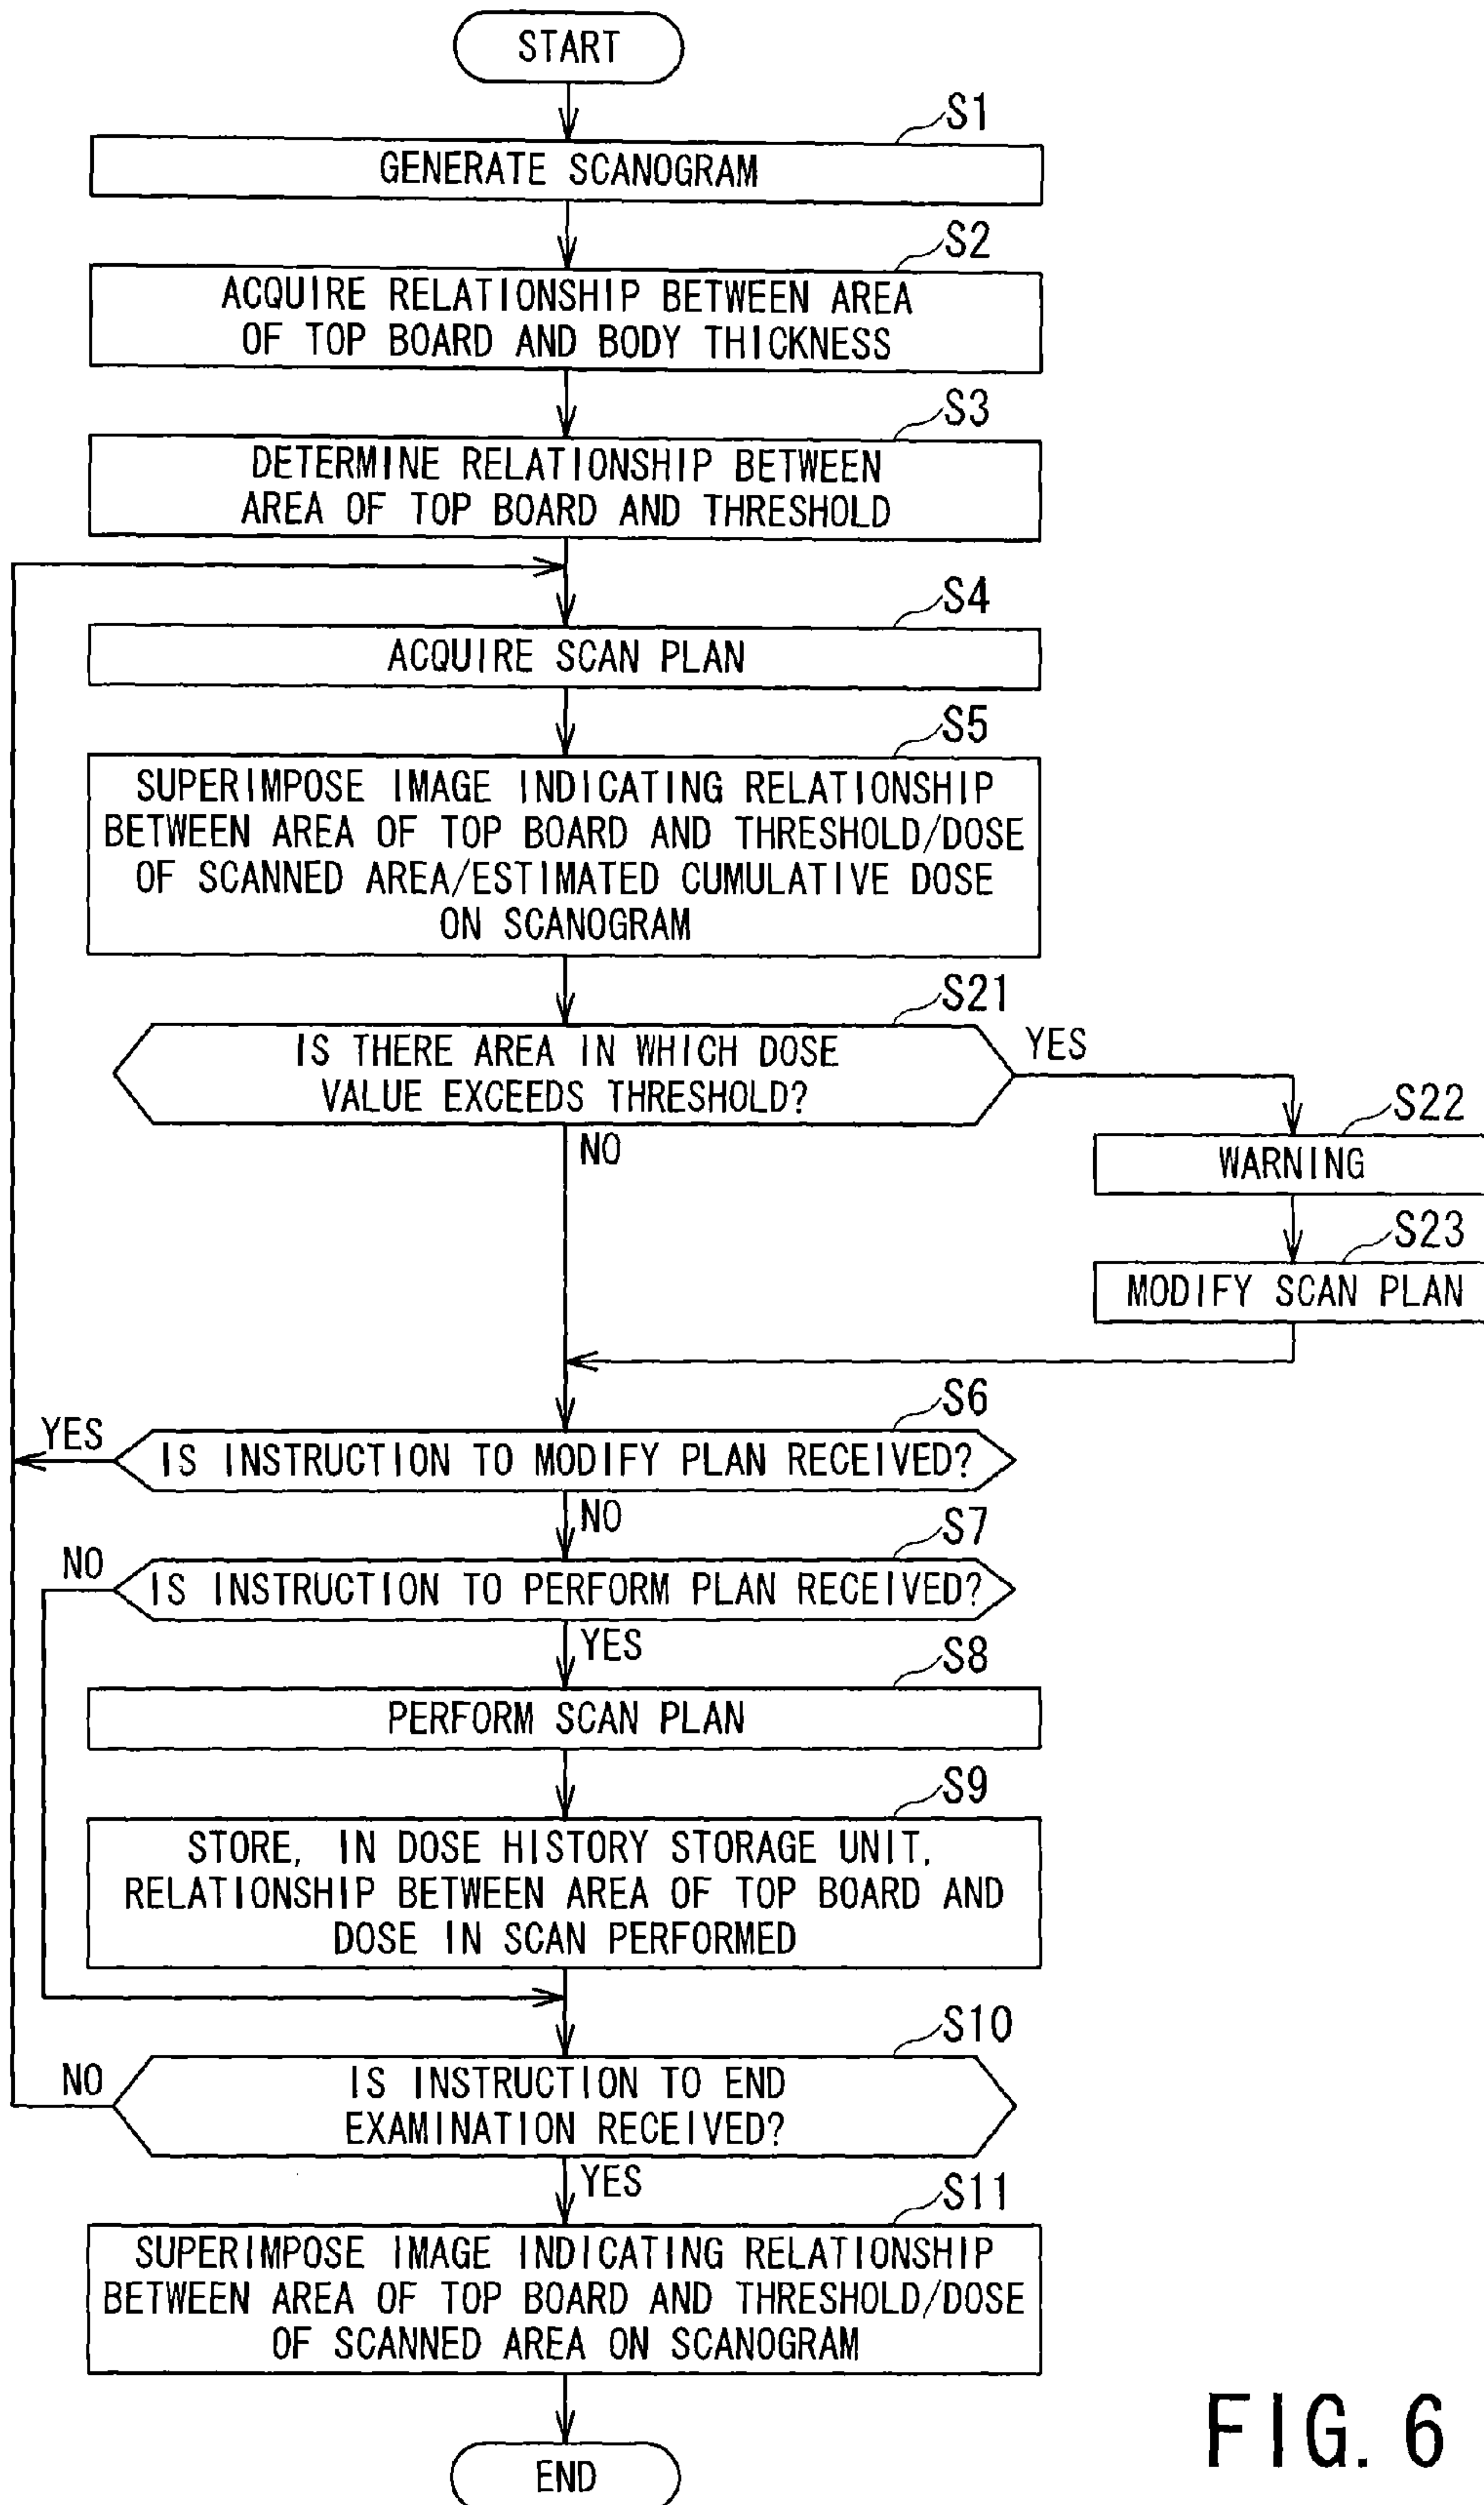 START
S1
GENERATE SCANOGRAM
S2
ACQUIRE RELATIONSHIP BETWEEN AREA
OF TOP BOARD AND BODY THICKNESS
S3
DETERMINE RELATIONSHIP BETWEEN
AREA OF TOP BOARD AND THRESHOLD
S4
ACQUIRE SCAN PLAN
S5
SUPERIMPOSE IMAGE INDICATING RELATIONSHIP
BETWEEN AREA OF TOP BOARD AND THRESHOLD/DOSE
OF SCANNED AREA/ESTIMATED CUMULATIVE DOSE
ON SCANOGRAM
S21
IS THERE AREA IN WHICH DOSE
VALUE EXCEEDS THRESHOLD?
YES
NO
S22
WARNING
S23
MODIFY SCAN PLAN
S6
YES
IS INSTRUCTION TO MODIFY PLAN RECEIVED?
NO
S7
NO
IS INSTRUCTION TO PERFORM PLAN RECEIVED?
YES
S8
PERFORM SCAN PLAN
S9
STORE, IN DOSE HISTORY STORAGE UNIT,
RELATIONSHIP BETWEEN AREA OF TOP BOARD AND
DOSE IN SCAN PERFORMED
S10
NO
IS INSTRUCTION TO END
EXAMINATION RECEIVED?
YES
S11
SUPERIMPOSE IMAGE INDICATING RELATIONSHIP
BETWEEN AREA OF TOP BOARD AND THRESHOLD/DOSE
OF SCANNED AREA ON SCANOGRAM
END
FIG. 6